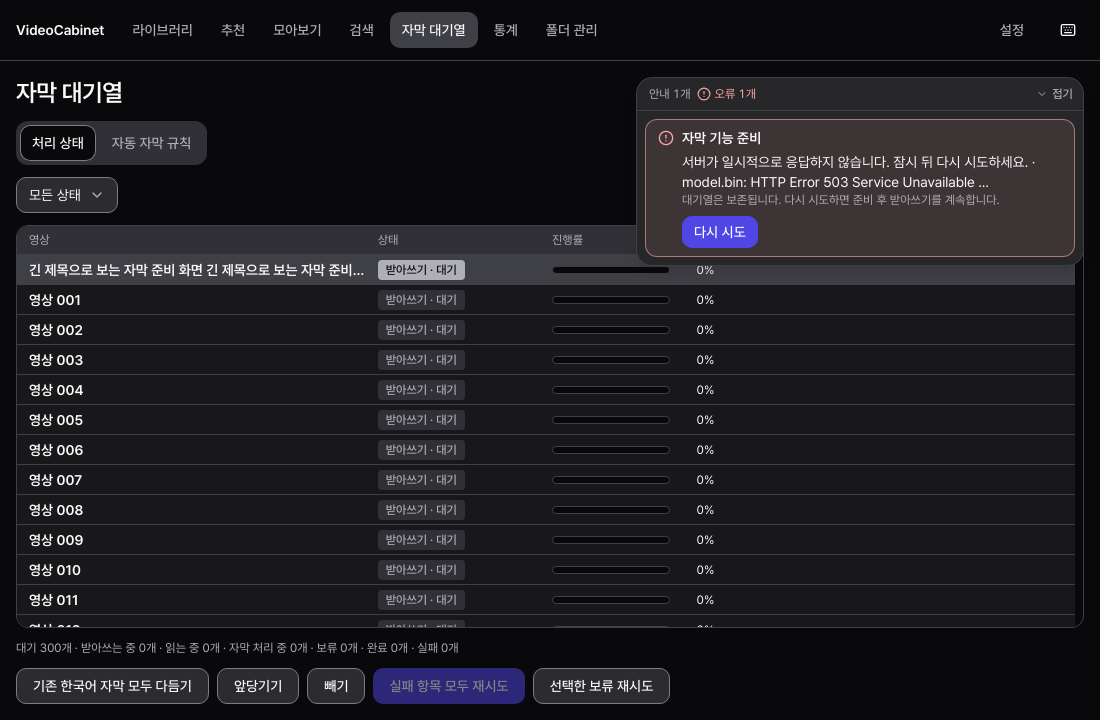 VideoCabinet 라이브러리 추천 모아보기 검색 자막 대기열 통계 폴더 관리 설정
자막 대기열
안내 1개 오류 1개 접기
처리 상태 자동 자막 규칙
자막 기능 준비
서버가 일시적으로 응답하지 않습니다. 잠시 뒤 다시 시도하세요. ·
model.bin: HTTP Error 503 Service Unavailable ...
대기열은 보존됩니다. 다시 시도하면 준비 후 받아쓰기를 계속합니다.
다시 시도
모든 상태
영상 상태 진행률
긴 제목으로 보는 자막 준비 화면 긴 제목으로 보는 자막 준비... 받아쓰기 · 대기 0%
영상 001 받아쓰기 · 대기 0%
영상 002 받아쓰기 · 대기 0%
영상 003 받아쓰기 · 대기 0%
영상 004 받아쓰기 · 대기 0%
영상 005 받아쓰기 · 대기 0%
영상 006 받아쓰기 · 대기 0%
영상 007 받아쓰기 · 대기 0%
영상 008 받아쓰기 · 대기 0%
영상 009 받아쓰기 · 대기 0%
영상 010 받아쓰기 · 대기 0%
영상 011 받아쓰기 · 대기 0%
대기 300개 · 받아쓰는 중 0개 · 읽는 중 0개 · 자막 처리 중 0개 · 보류 0개 · 완료 0개 · 실패 0개
기존 한국어 자막 모두 다듬기 앞당기기 빼기 실패 항목 모두 재시도 선택한 보류 재시도